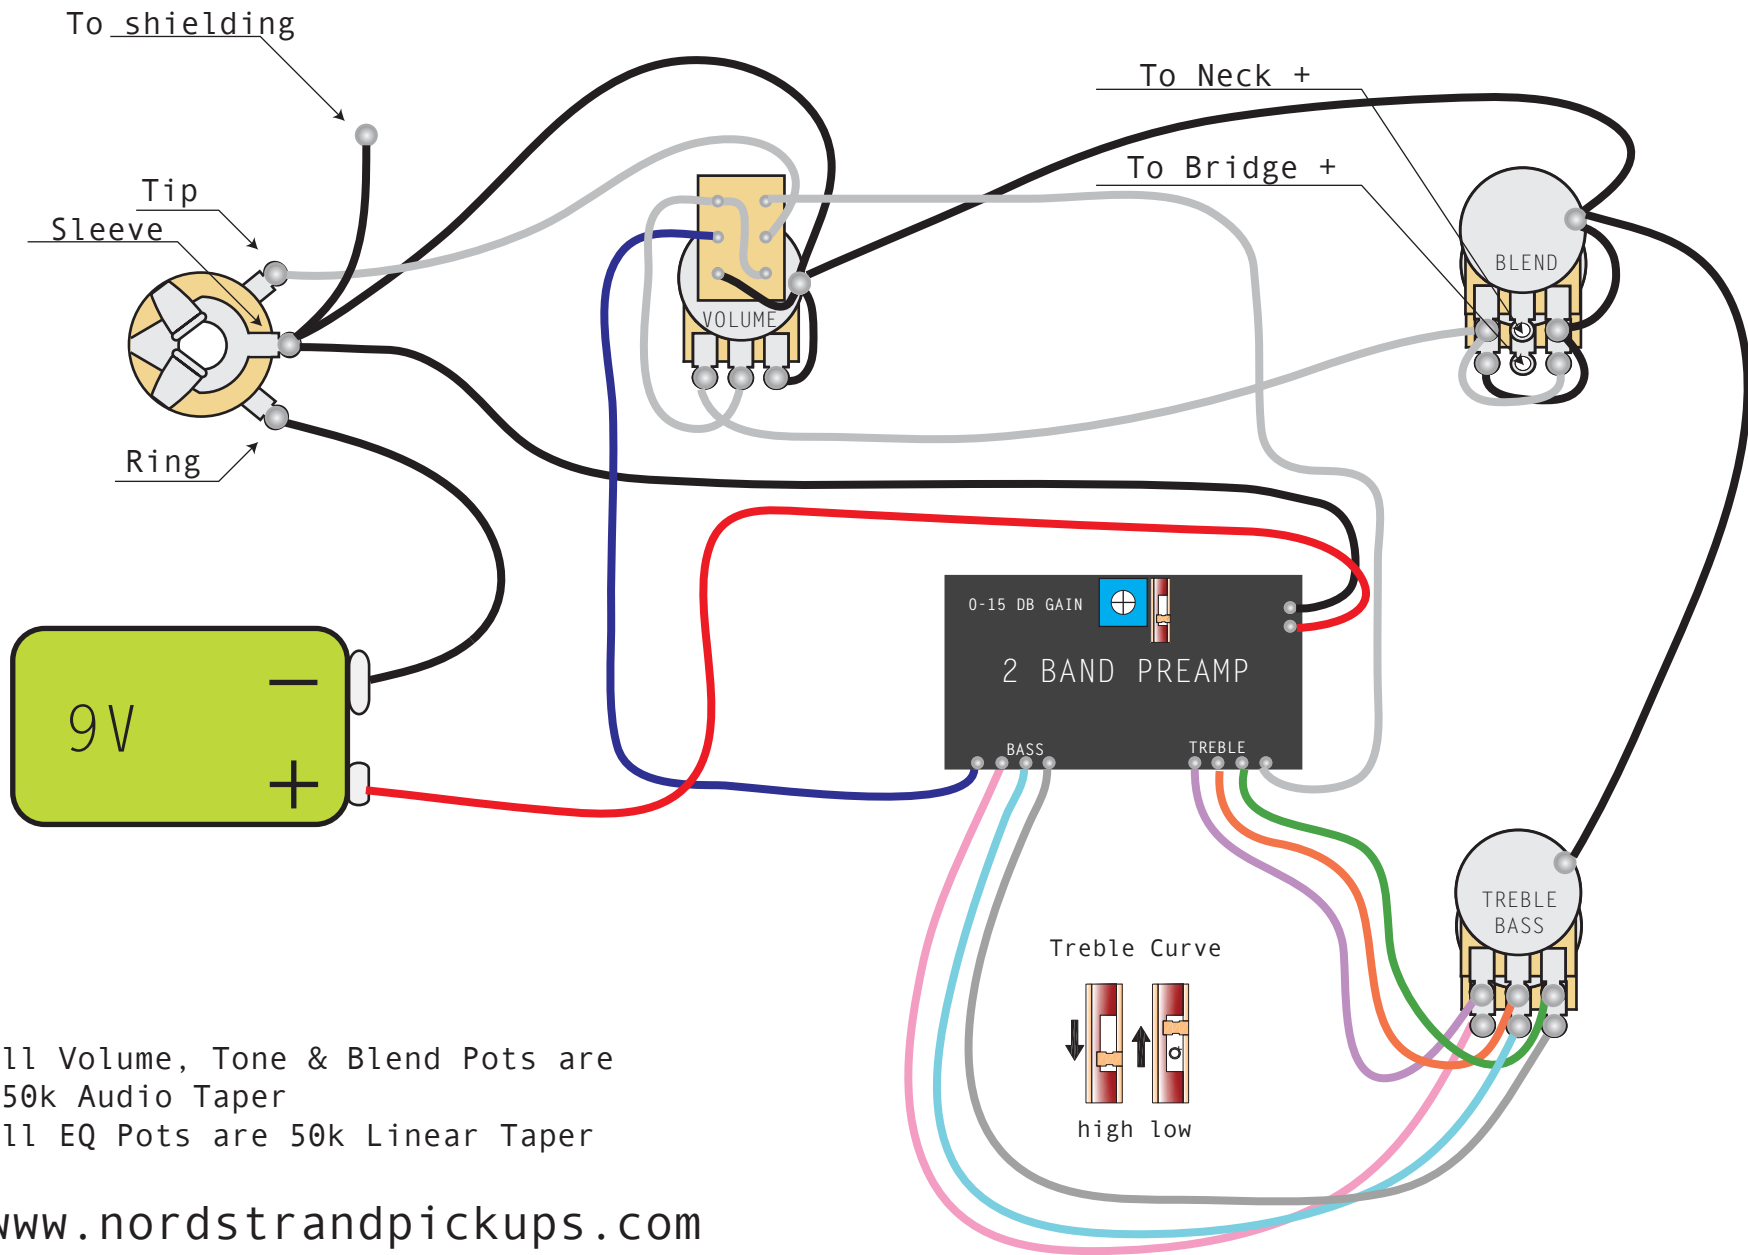 To shielding
Tip
Sleeve
Ring
To Neck +
To Bridge +
VOLUME
BLEND
0-15 DB GAIN
2 BAND PREAMP
BASS
TREBLE
9V
TREBLE
BASS
Treble Curve
high low
ll Volume, Tone & Blend Pots are
50k Audio Taper
ll EQ Pots are 50k Linear Taper
www.nordstrandpickups.com